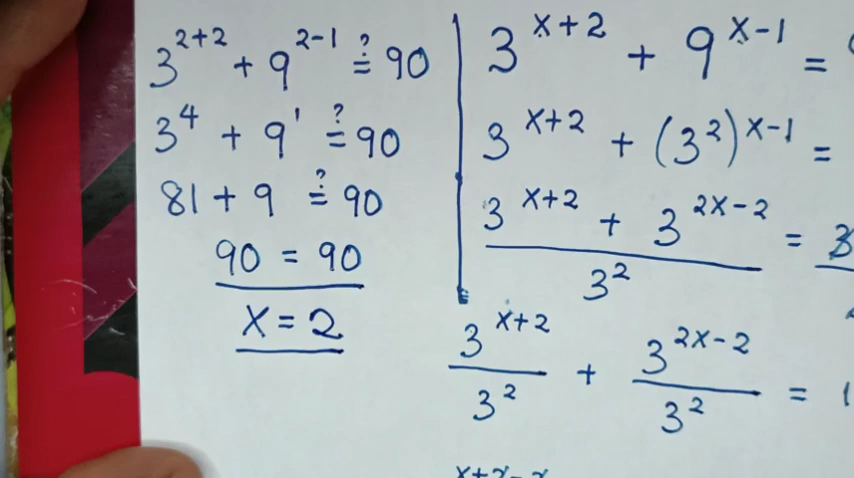 3^{2+2} + 9^{2-1} ≟ 90
3^4 + 9^1 ≟ 90
81 + 9 ≟ 90
90 = 90
x = 2
3^{x+2} + 9^{x-1} =
3^{x+2} + (3^2)^{x-1} =
3^{x+2} + 3^{2x-2} =
3^2
3^{x+2} + 3^{2x-2} = 1
3^2 3^2